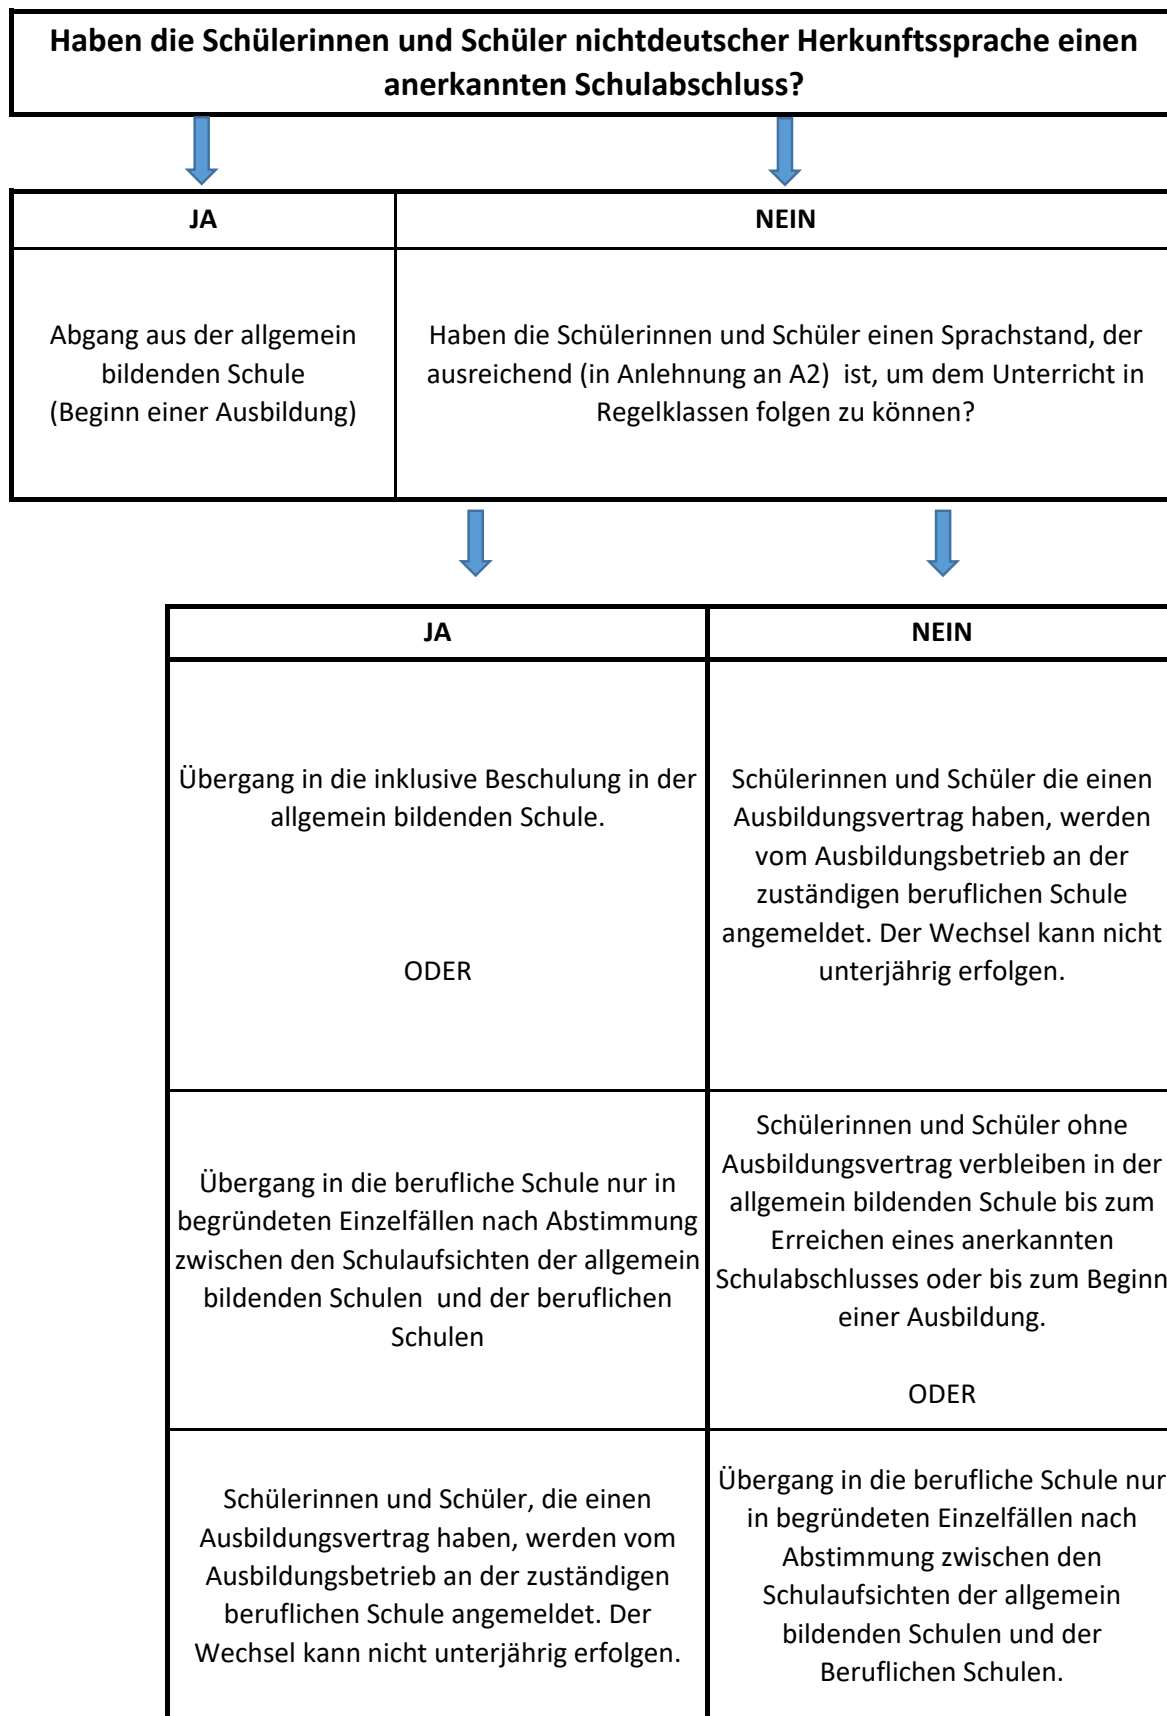 Haben die Schülerinnen und Schüler nichtdeutscher Herkunftssprache einen
anerkannten Schulabschluss?
JA
NEIN
Abgang aus der allgemein
bildenden Schule
(Beginn einer Ausbildung)
Haben die Schülerinnen und Schüler einen Sprachstand, der
ausreichend (in Anlehnung an A2) ist, um dem Unterricht in
Regelklassen folgen zu können?
JA
NEIN
Übergang in die inklusive Beschulung in der
allgemein bildenden Schule.
ODER
Schülerinnen und Schüler die einen
Ausbildungsvertrag haben, werden
vom Ausbildungsbetrieb an der
zuständigen beruflichen Schule
angemeldet. Der Wechsel kann nicht
unterjährig erfolgen.
Übergang in die berufliche Schule nur in
begründeten Einzelfällen nach Abstimmung
zwischen den Schulaufsichten der allgemein
bildenden Schulen und der beruflichen
Schulen
Schülerinnen und Schüler ohne
Ausbildungsvertrag verbleiben in der
allgemein bildenden Schule bis zum
Erreichen eines anerkannten
Schulabschlusses oder bis zum Beginn
einer Ausbildung.
ODER
Schülerinnen und Schüler, die einen
Ausbildungsvertrag haben, werden vom
Ausbildungsbetrieb an der zuständigen
beruflichen Schule angemeldet. Der
Wechsel kann nicht unterjährig erfolgen.
Übergang in die berufliche Schule nur
in begründeten Einzelfällen nach
Abstimmung zwischen den
Schulaufsichten der allgemein
bildenden Schulen und der
Beruflichen Schulen.